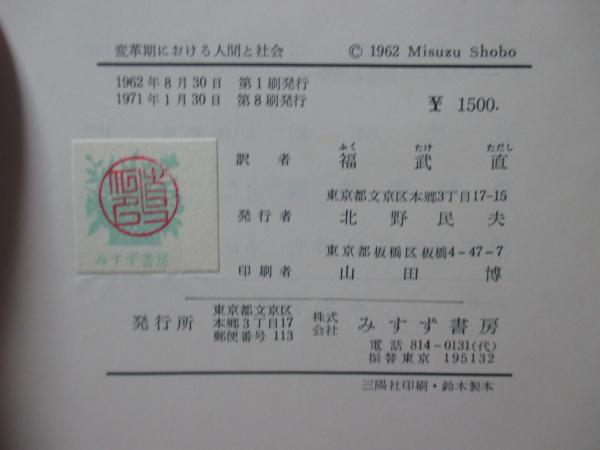 変革期における人間と社会 © 1962 Misuzu Shobo
1962年8月30日 第1刷発行
1971年1月30日 第8刷発行
¥ 1500.
ふく たけ ただし
訳者 福武直
東京都文京区本郷3丁目17-15
発行者 北野民夫
東京都板橋区板橋4-47-7
印刷者 山田博
みすず書房
発行所 東京都文京区
本郷3丁目17
郵便番号 113
株式
会社
みすず書房
電話 814-0131(代)
振替東京 195132
三陽社印刷・鈴木製本